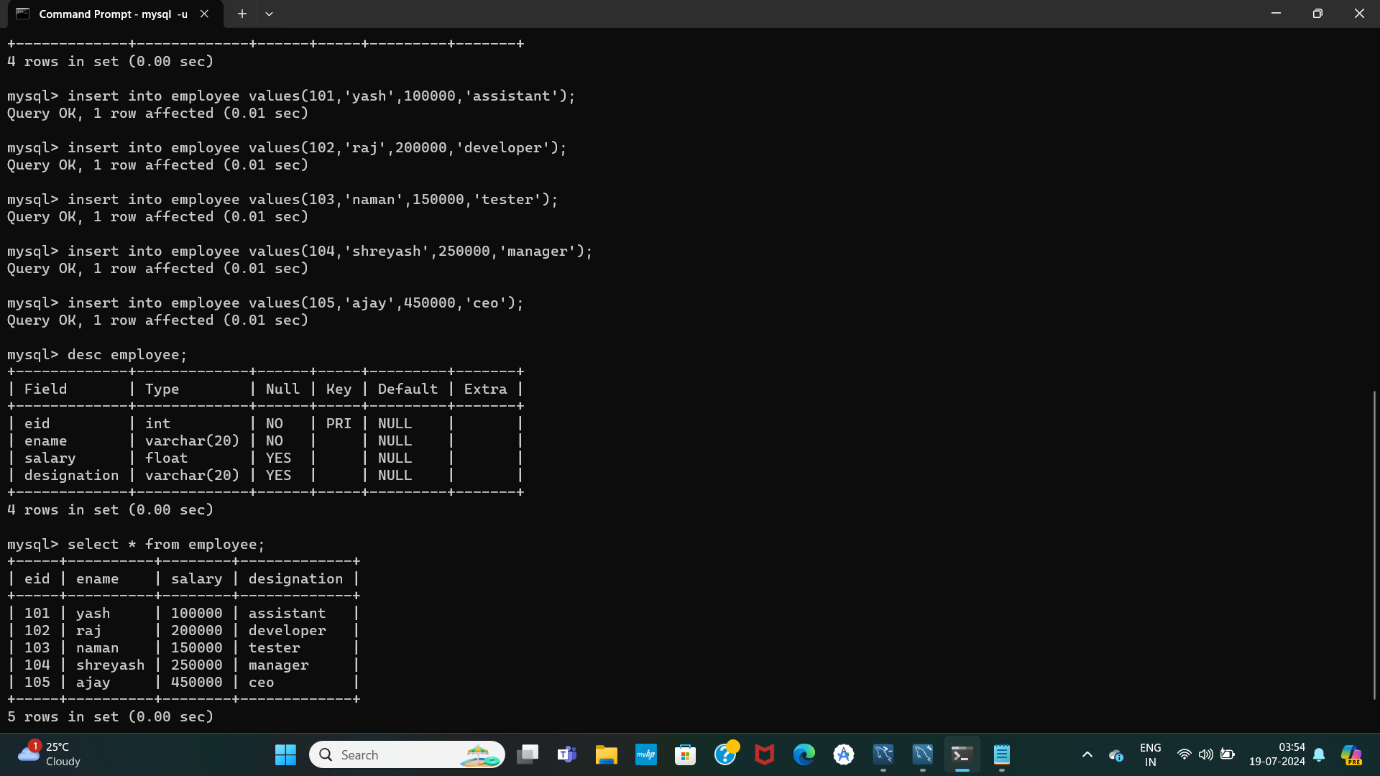 Command Prompt - mysql -u
+-------------+-------------+------+-----+---------+-------+
4 rows in set (0.00 sec)
mysql> insert into employee values(101,'yash',100000,'assistant');
Query OK, 1 row affected (0.01 sec)
mysql> insert into employee values(102,'raj',200000,'developer');
Query OK, 1 row affected (0.01 sec)
mysql> insert into employee values(103,'naman',150000,'tester');
Query OK, 1 row affected (0.01 sec)
mysql> insert into employee values(104,'shreyash',250000,'manager');
Query OK, 1 row affected (0.01 sec)
mysql> insert into employee values(105,'ajay',450000,'ceo');
Query OK, 1 row affected (0.01 sec)
mysql> desc employee;
+-------------+-------------+------+-----+---------+-------+
| Field       | Type        | Null | Key | Default | Extra |
+-------------+-------------+------+-----+---------+-------+
| eid         | int         | NO   | PRI | NULL    |       |
| ename       | varchar(20) | NO   |     | NULL    |       |
| salary      | float       | YES  |     | NULL    |       |
| designation | varchar(20) | YES  |     | NULL    |       |
+-------------+-------------+------+-----+---------+-------+
4 rows in set (0.00 sec)
mysql> select * from employee;
+-----+----------+--------+-------------+
| eid | ename    | salary | designation |
+-----+----------+--------+-------------+
| 101 | yash     | 100000 | assistant   |
| 102 | raj      | 200000 | developer   |
| 103 | naman    | 150000 | tester      |
| 104 | shreyash | 250000 | manager     |
| 105 | ajay     | 450000 | ceo         |
+-----+----------+--------+-------------+
5 rows in set (0.00 sec)
1
25°C
Cloudy
Search
myhp
ENG
IN
03:54
19-07-2024
PRE